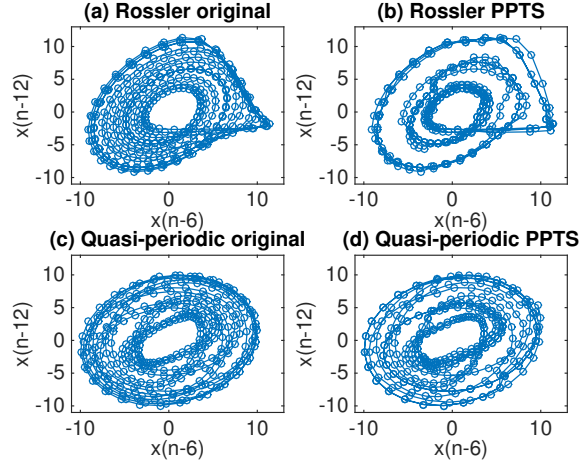 (a) Rossler original
(b) Rossler PPTS
10
5
0
-5
-10
x(n-12)
-10 0 10
x(n-6)
10
5
0
-5
-10
x(n-12)
-10 0 10
x(n-6)
(c) Quasi-periodic original
(d) Quasi-periodic PPTS
10
5
0
-5
-10
x(n-12)
-10 0 10
x(n-6)
10
5
0
-5
-10
x(n-12)
-10 0 10
x(n-6)